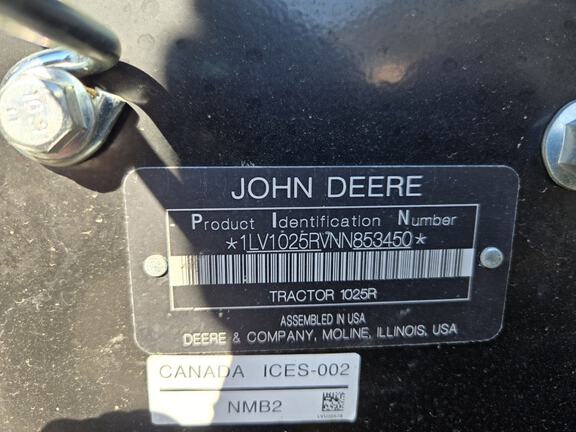 JOHN DEERE
Product Identification Number
*1LV1025RVNN853450*
TRACTOR 1025R
ASSEMBLED IN USA
DEERE & COMPANY, MOLINE, ILLINOIS, USA
CANADA ICES-002
NMB2